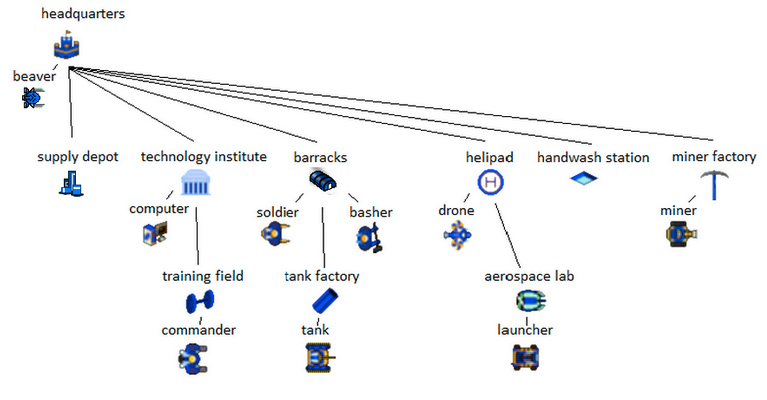 headquarters
beaver
supply depot technology institute barracks helipad handwash station miner factory
computer soldier basher drone miner
training field tank factory aerospace lab
commander tank launcher